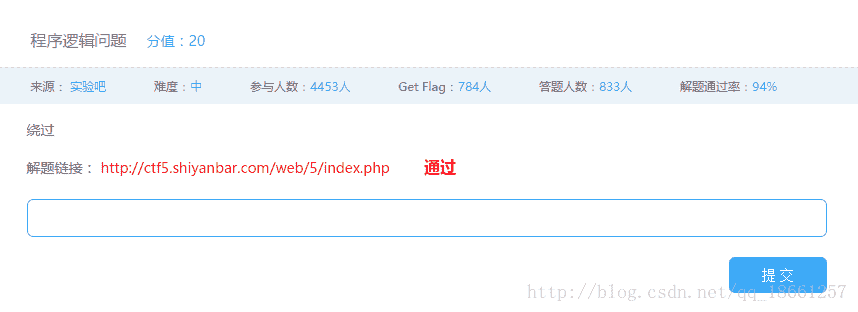 程序逻辑问题 分值：20
来源： 实验吧 难度：中 参与人数：4453人 Get Flag：784人 答题人数：833人 解题通过率：94%
绕过
解题链接： http://ctf5.shiyanbar.com/web/5/index.php 通过
提交
http://blog.csdn.net/qq_18661257